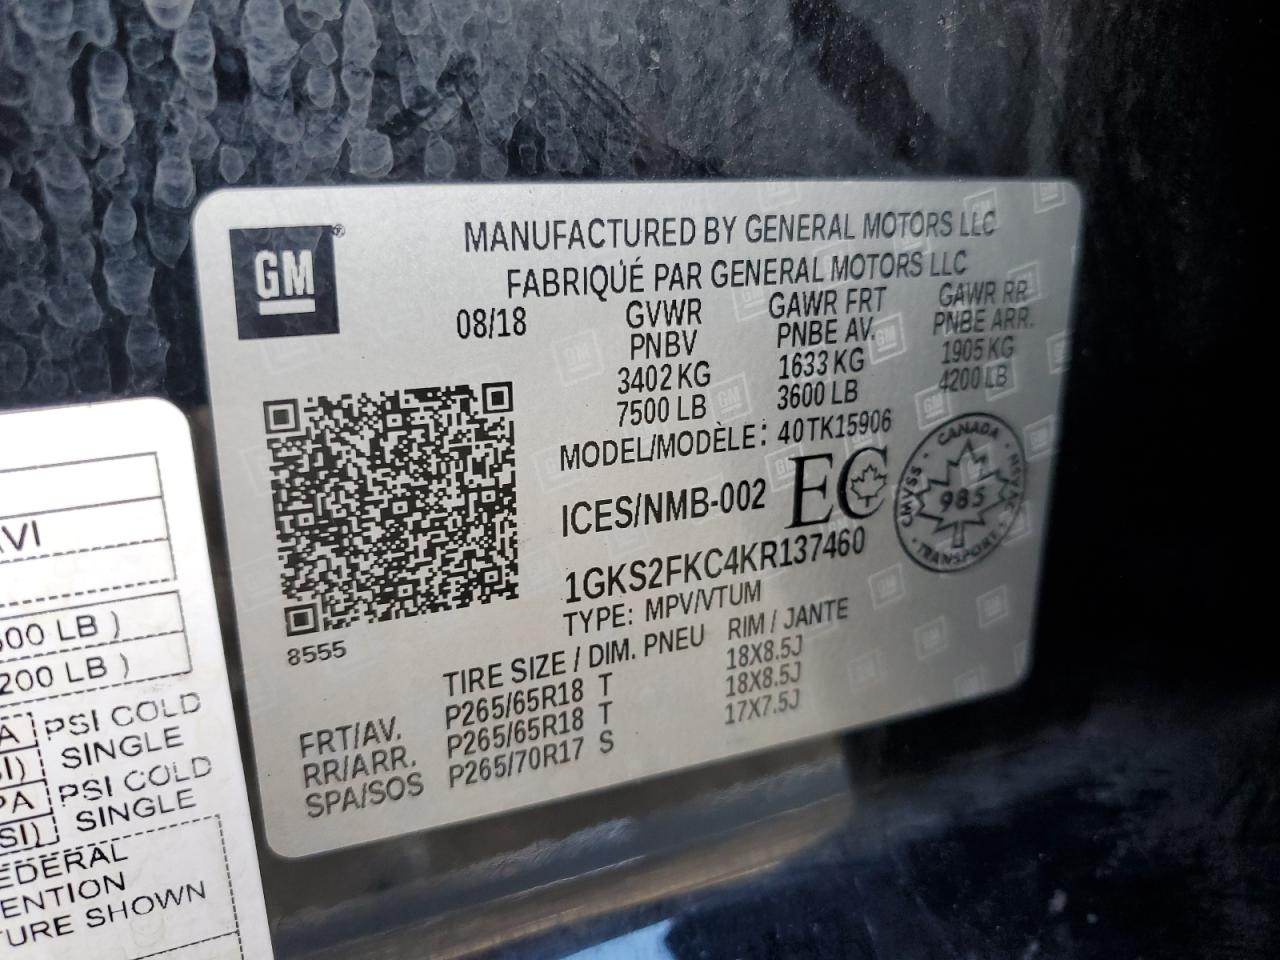 GM®
MANUFACTURED BY GENERAL MOTORS LLC
FABRIQUÉ PAR GENERAL MOTORS LLC
08/18
GVWR
PNBV
3402 KG
7500 LB
GAWR FRT
PNBE AV.
1633 KG
3600 LB
GAWR RR
PNBE ARR.
1905 KG
4200 LB
MODEL/MODÈLE: 40TK15906
ICES/NMB-002 EC
CANADA
CMVSS - NSVAC
985
TRANSPORT
1GKS2FKC4KR137460
TYPE: MPV/VTUM
8555
TIRE SIZE / DIM. PNEU RIM / JANTE
FRT/AV. P265/65R18 T 18X8.5J
RR/ARR. P265/65R18 T 18X8.5J
SPA/SOS P265/70R17 S 17X7.5J
VI
00 LB )
200 LB )
PSI COLD
SINGLE
PSI COLD
SINGLE
EDERAL
ENTION
URE SHOWN